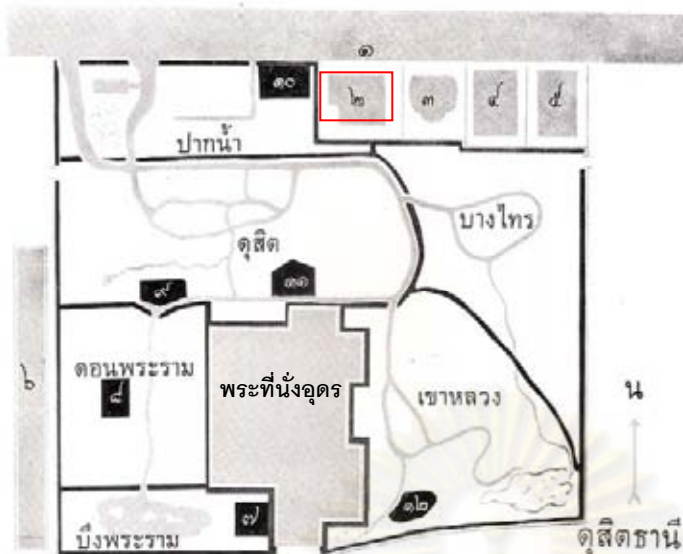 ๑
๑๐
๒
๓
๔
๕
ปากน้ำ
บางไทร
ดุสิต
๙
๑๑
๖
ดอนพระราม
๘
พระที่นั่งอุดร
เขาหลวง
น
๗
๑๒
บึงพระราม
ดุสิตธานี